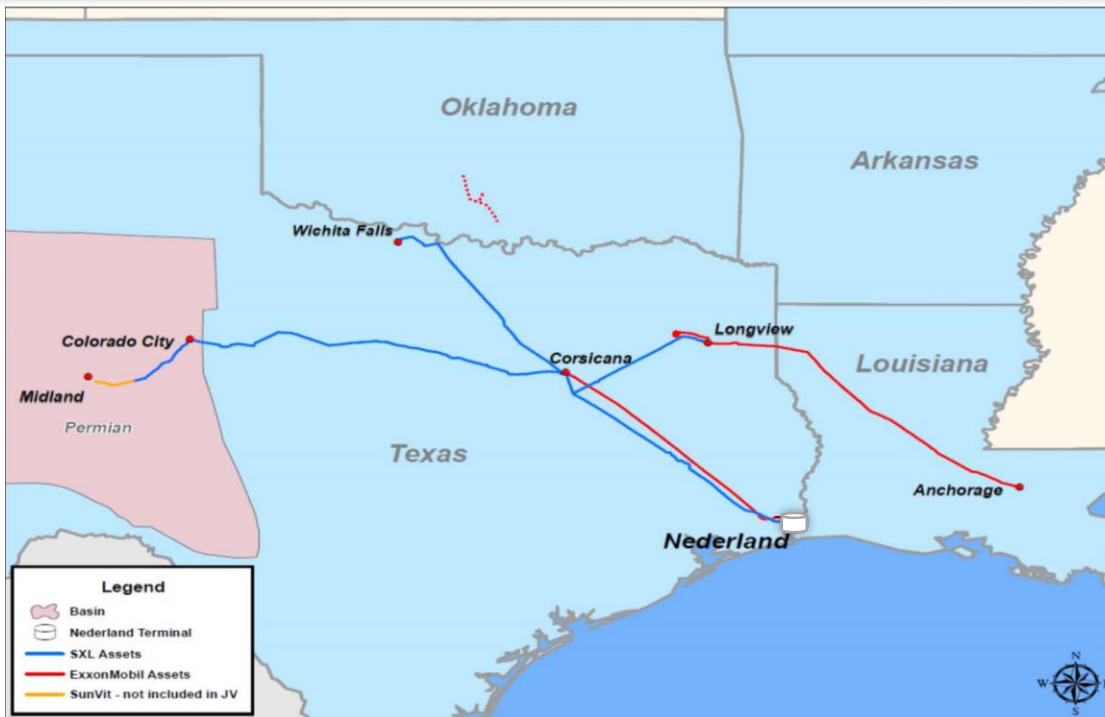 Oklahoma
Arkansas
Wichita Falls
Colorado City
Longview
Corsicana
Louisiana
Midland
Permian
Texas
Anchorage
Nederland
Legend
Basin
Nederland Terminal
SXL Assets
ExxonMobil Assets
SunVit - not included in JV
N
W
S